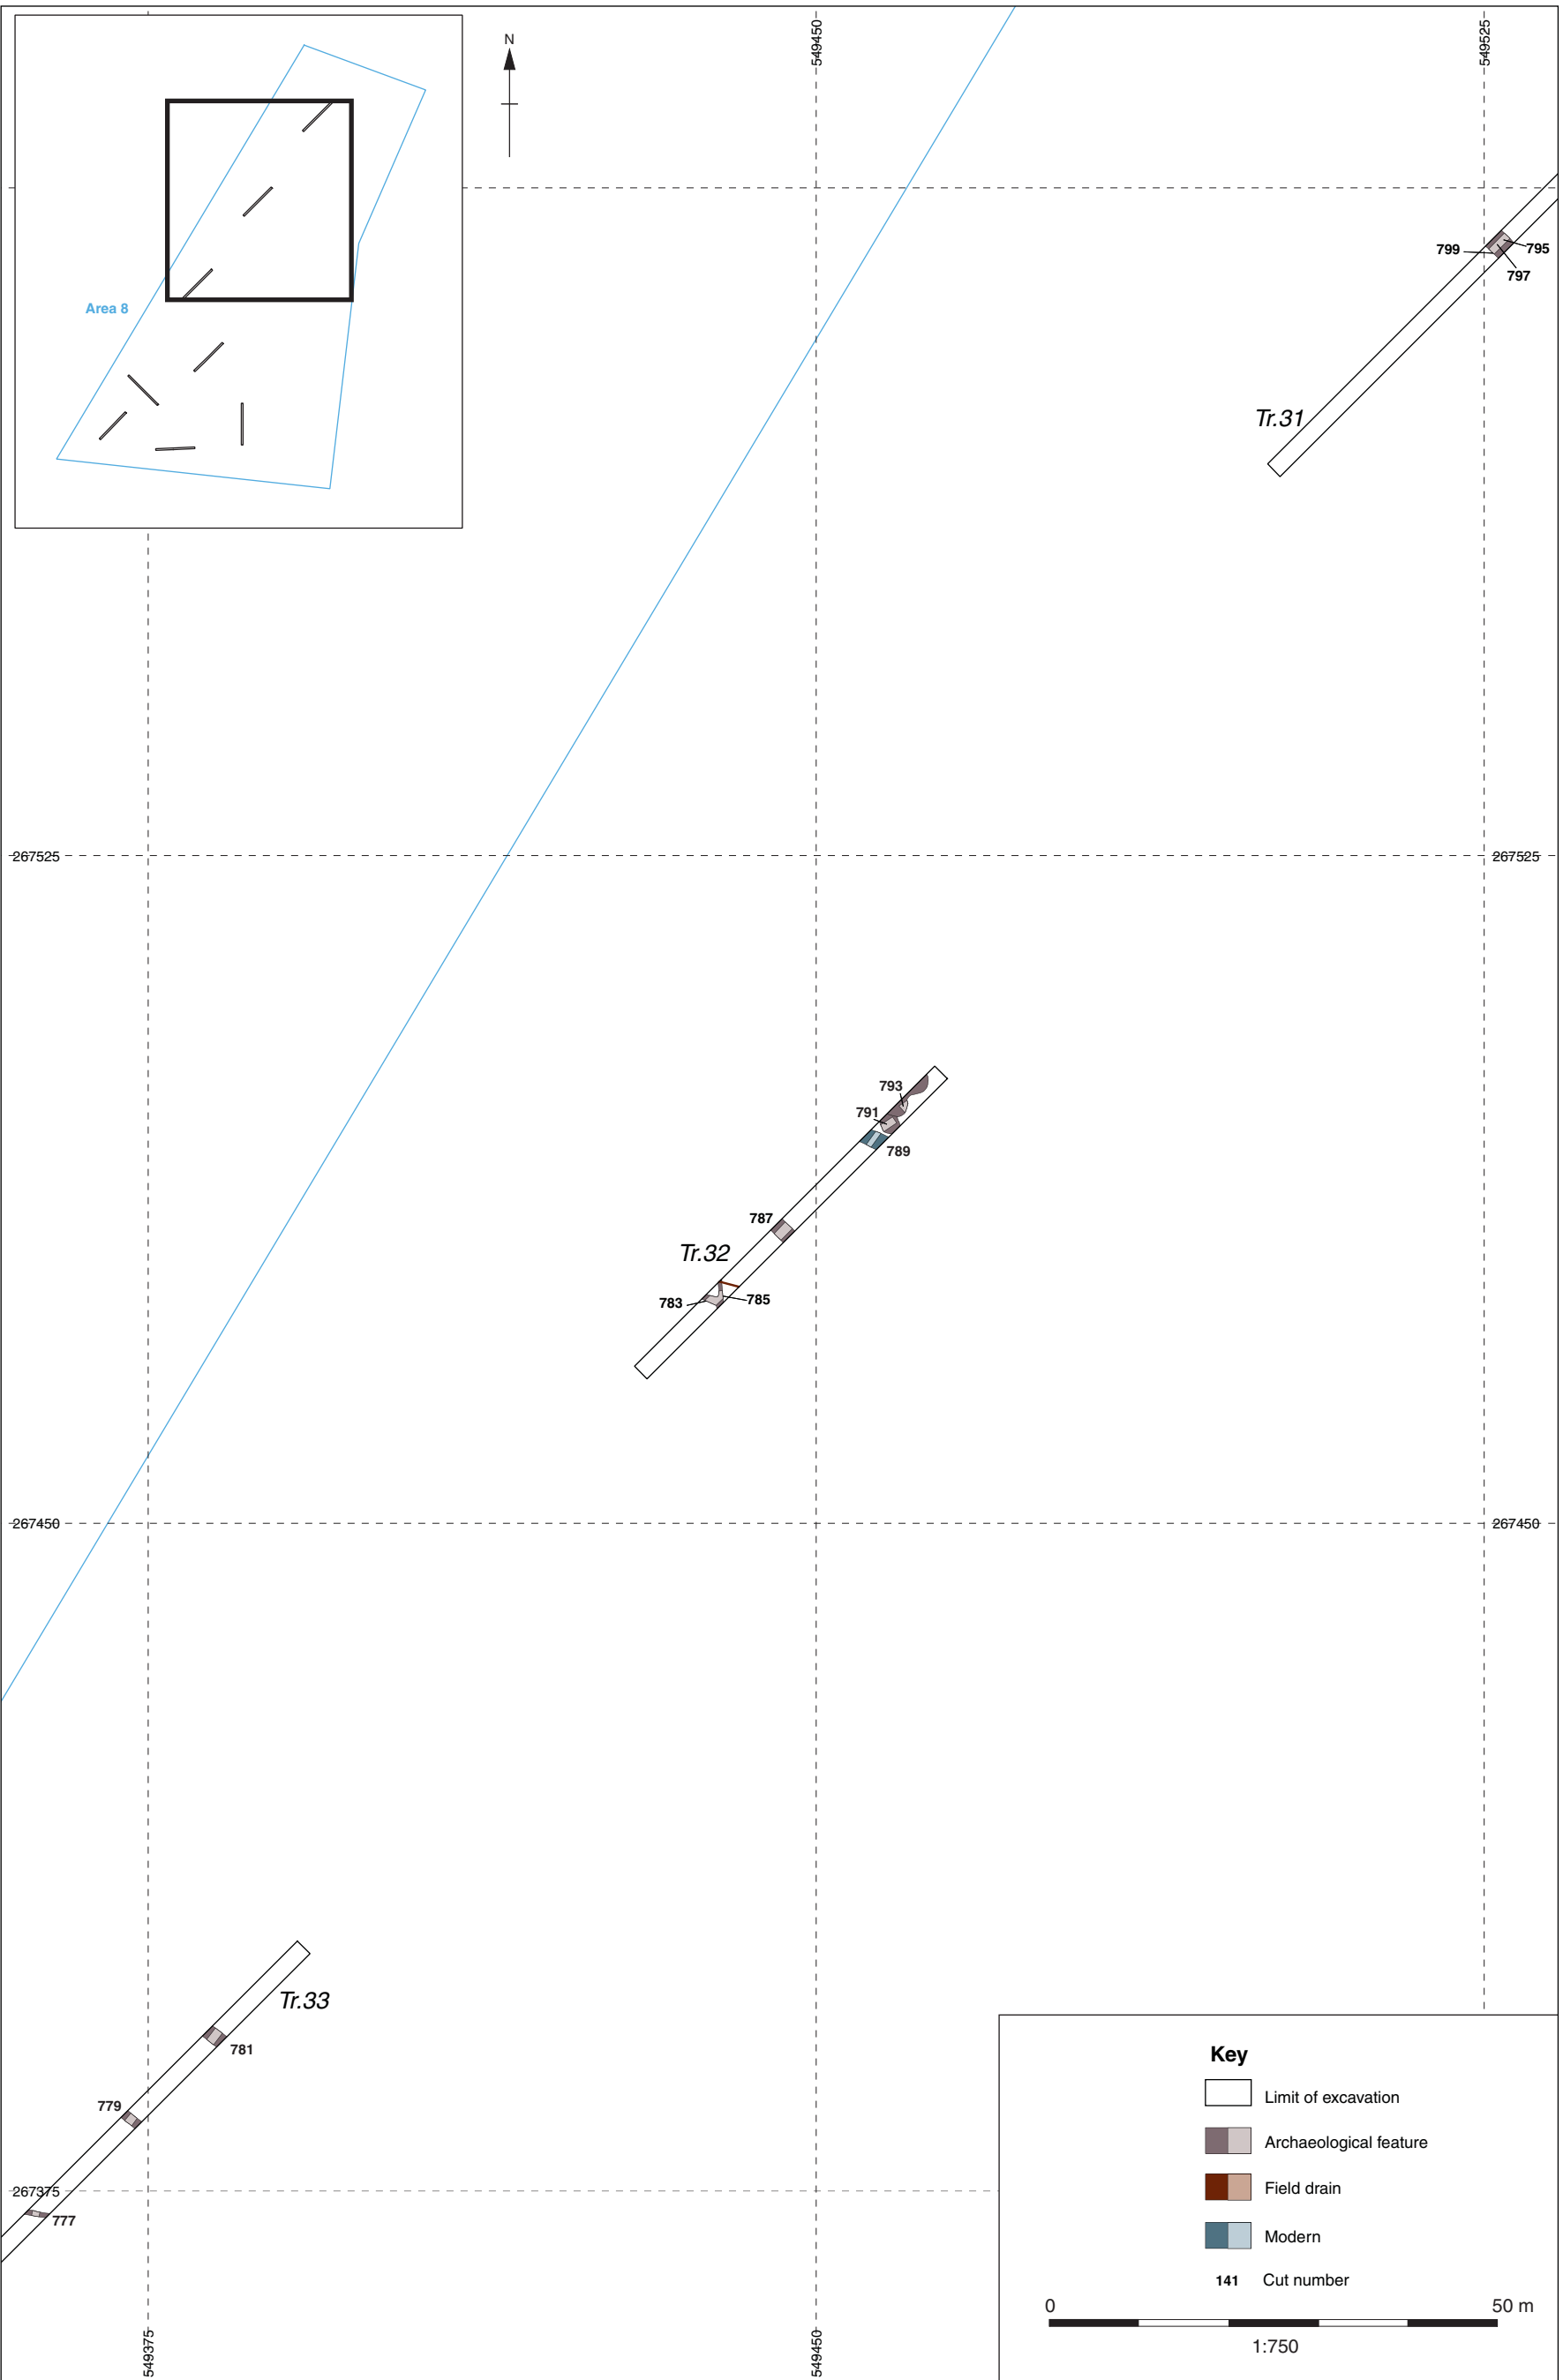 549450
549525
N
Area 8
799
795
797
Tr.31
267525
267525
793
791
789
787
Tr.32
783
785
267450
267450
Tr.33
781
779
267375
777
549375
549450
Key
Limit of excavation
Archaeological feature
Field drain
Modern
141 Cut number
0 50 m
1:750